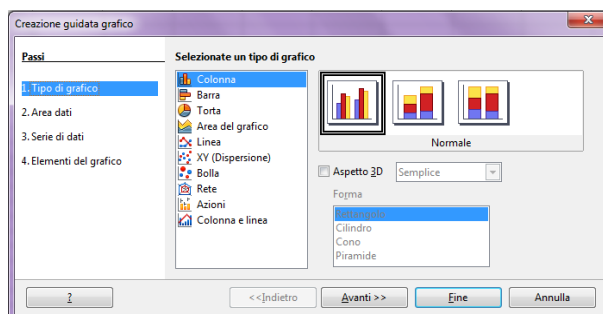 Creazione guidata grafico
Passi
1.Tipo di grafico
2.Area dati
3.Serie di dati
4.Elementi del grafico
Selezionate un tipo di grafico
Colonna
Barra
Torta
Area del grafico
Linea
XY (Dispersione)
Bolla
Rete
Azioni
Colonna e linea
Normale
Aspetto 3D
Semplice
Forma
Rettangolo
Cilindro
Cono
Piramide
?
<<Indietro
Avanti >>
Fine
Annulla